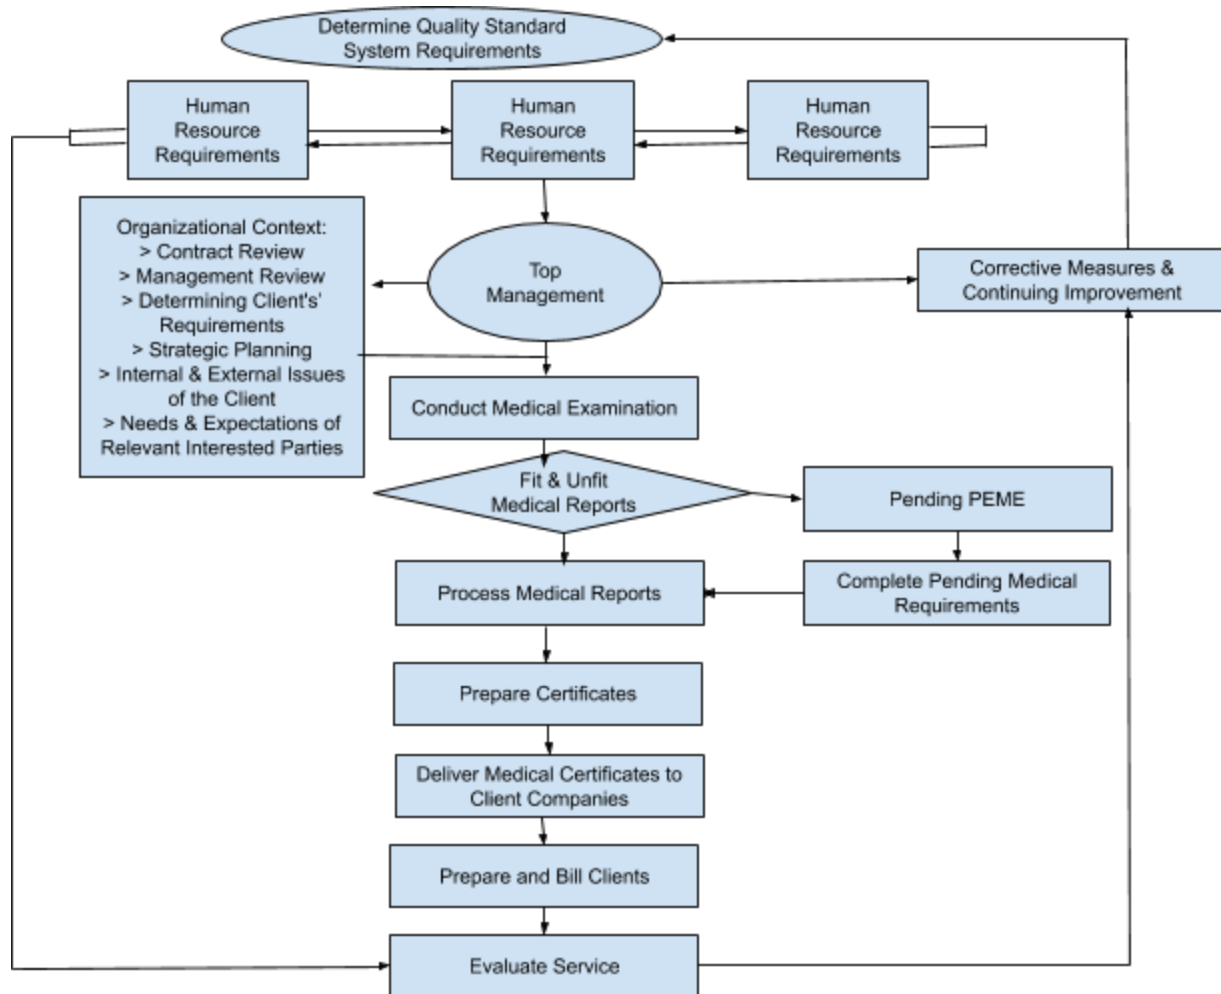 Determine Quality Standard
System Requirements
Human
Resource
Requirements
Human
Resource
Requirements
Human
Resource
Requirements
Organizational Context:
> Contract Review
> Management Review
> Determining Client's'
Requirements
> Strategic Planning
> Internal & External Issues
of the Client
> Needs & Expectations of
Relevant Interested Parties
Top
Management
Corrective Measures &
Continuing Improvement
Conduct Medical Examination
Fit & Unfit
Medical Reports
Pending PEME
Process Medical Reports
Complete Pending Medical
Requirements
Prepare Certificates
Deliver Medical Certificates to
Client Companies
Prepare and Bill Clients
Evaluate Service